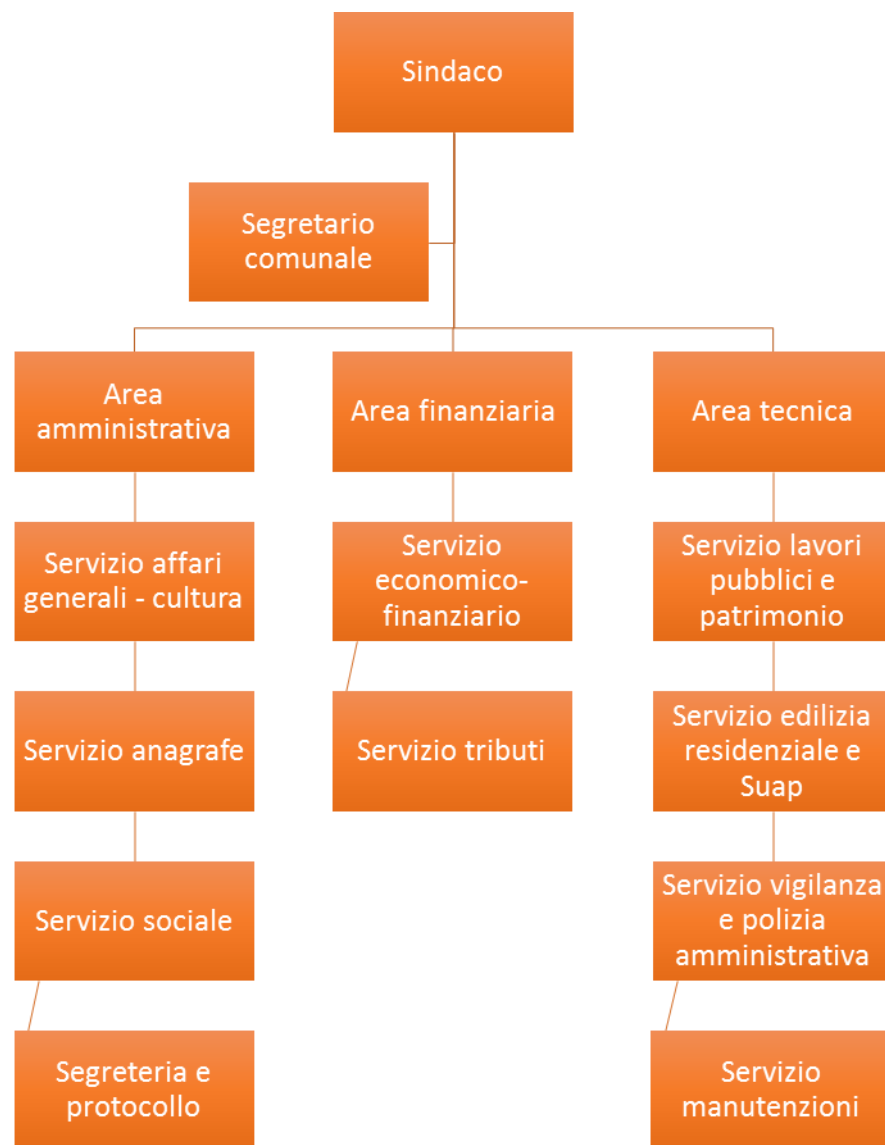 Sindaco
Segretario
comunale
Area
amministrativa
Area finanziaria
Area tecnica
Servizio affari
generali - cultura
Servizio
economico-
finanziario
Servizio lavori
pubblici e
patrimonio
Servizio anagrafe
Servizio tributi
Servizio edilizia
residenziale e
Suap
Servizio sociale
Servizio vigilanza
e polizia
amministrativa
Segreteria e
protocollo
Servizio
manutenzioni